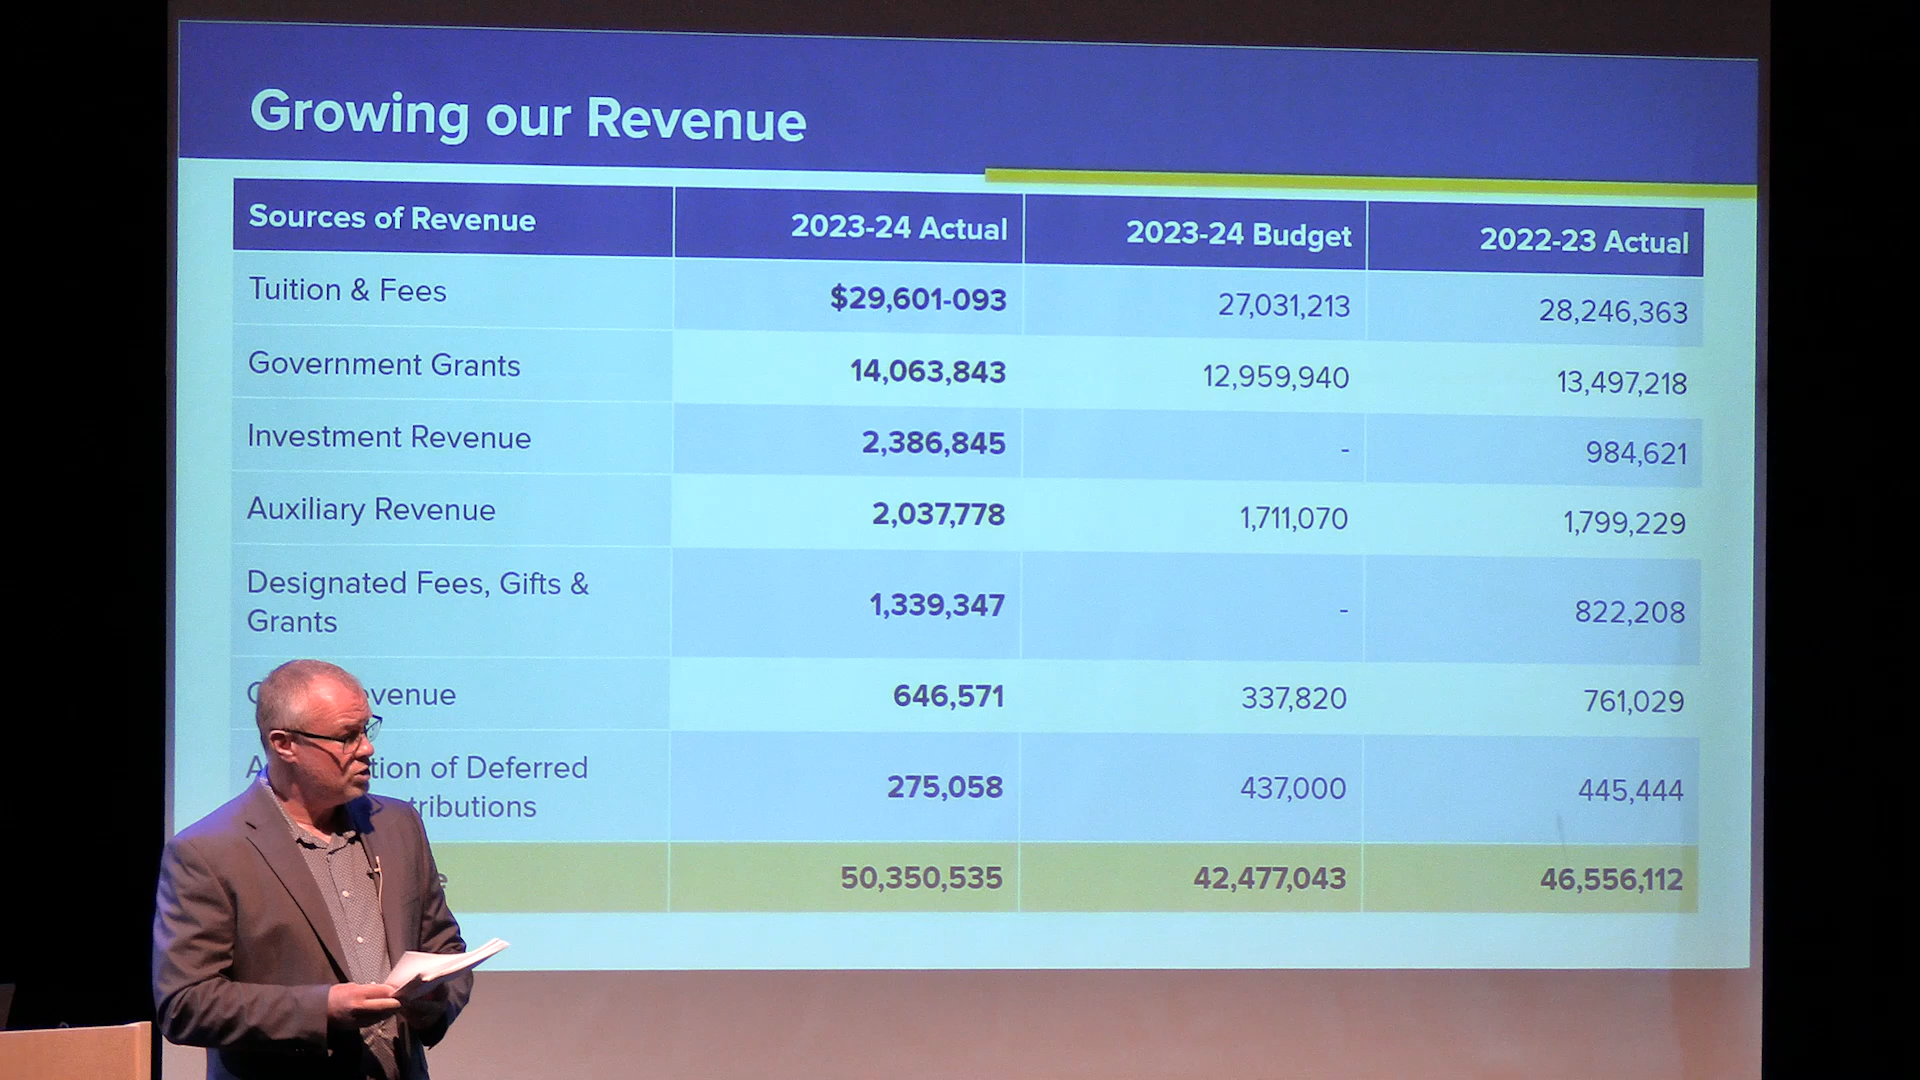 Growing our Revenue
Sources of Revenue 2023-24 Actual 2023-24 Budget 2022-23 Actual
Tuition & Fees $29,601-093 27,031,213 28,246,363
Government Grants 14,063,843 12,959,940 13,497,218
Investment Revenue 2,386,845 - 984,621
Auxiliary Revenue 2,037,778 1,711,070 1,799,229
Designated Fees, Gifts &
Grants 1,339,347 - 822,208
646,571 337,820 761,029
of Deferred
275,058 437,000 445,444
50,350,535 42,477,043 46,556,112